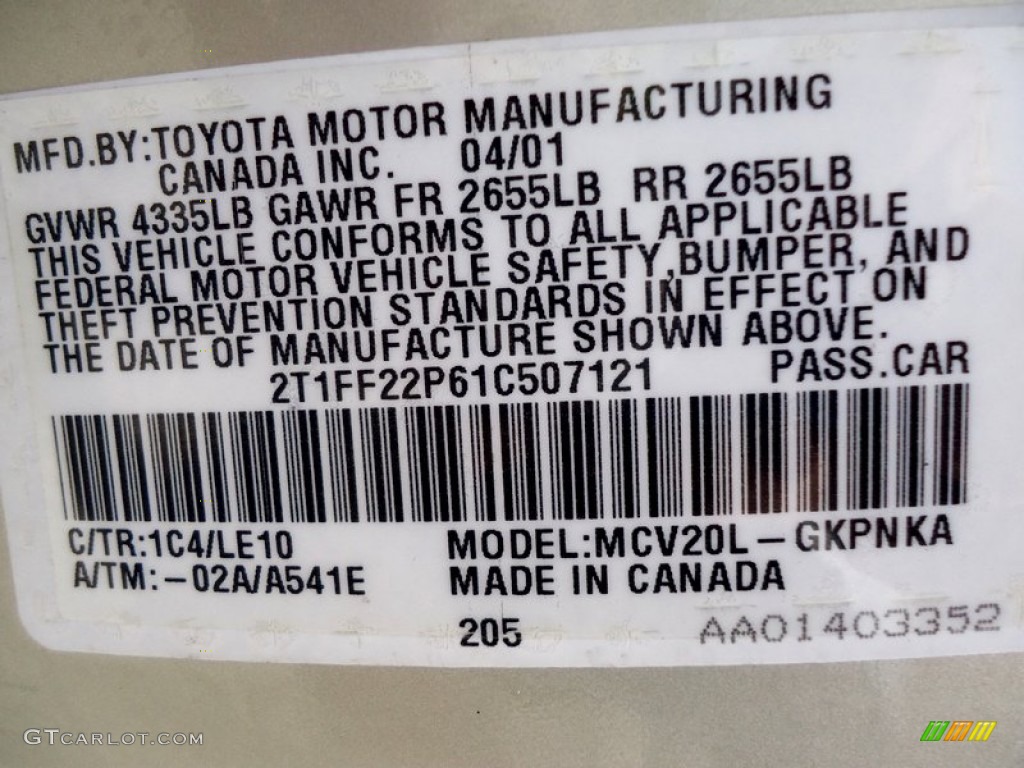 MFD.BY:TOYOTA MOTOR MANUFACTURING
CANADA INC. 04/01
GVWR 4335LB GAWR FR 2655LB RR 2655LB
THIS VEHICLE CONFORMS TO ALL APPLICABLE
FEDERAL MOTOR VEHICLE SAFETY,BUMPER, AND
THEFT PREVENTION STANDARDS IN EFFECT ON
THE DATE OF MANUFACTURE SHOWN ABOVE.
2T1FF22P61C507121 PASS.CAR
C/TR:1C4/LE10 MODEL:MCV20L-GKPNKA
A/TM:-02A/A541E MADE IN CANADA
205 AA01403352
GTCARLOT.COM